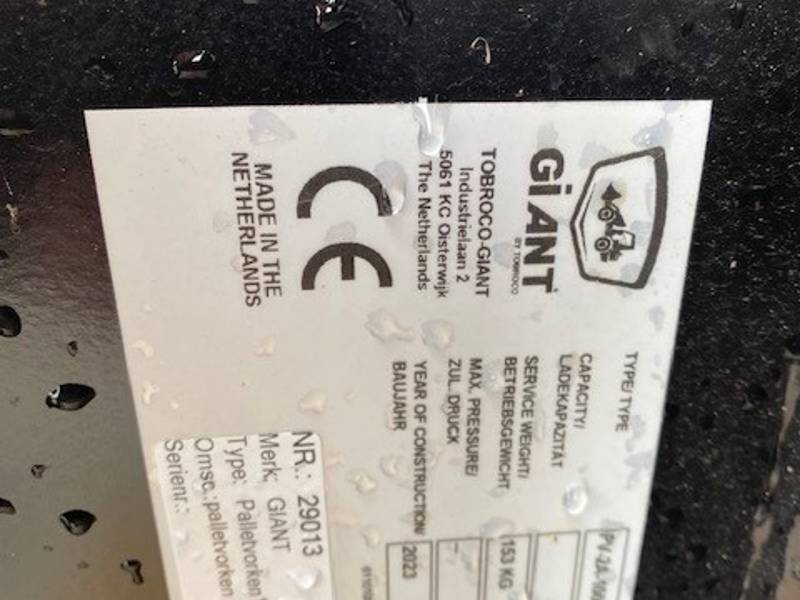 GiANT
BY TOBROCO
TOBROCO-GIANT
Industrielaan 2
5061 KC Oisterwijk
The Netherlands
CE
MADE IN THE
NETHERLANDS
TYPE/ TYPE
CAPACITY/
LADEKAPAZITÄT
SERVICE WEIGHT/
BETRIEBSGEWICHT
153 KG
MAX. PRESSURE/
ZUL. DRUCK
YEAR OF CONSTRUCTION/
BAUJAHR
2023
NR.: 29013
Merk: GIANT
Type: Palletvorken
Omsc.:palletvorken
Serienr.: